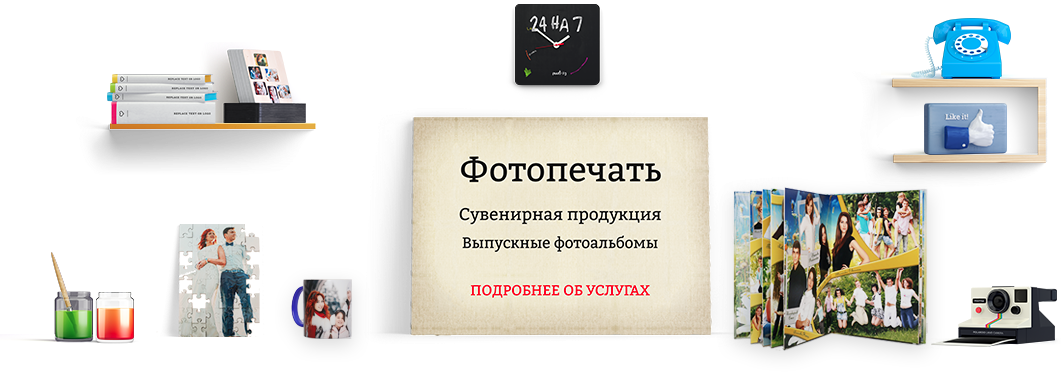 24 НА 7
REPLACE TEXT OR LOGO
REPLACE TEXT OR LOGO
REPLACE TEXT OR LOGO
REPLACE TEXT OR LOGO
Like it!
Фотопечать
Сувенирная продукция
Выпускные фотоальбомы
ПОДРОБНЕЕ ОБ УСЛУГАХ